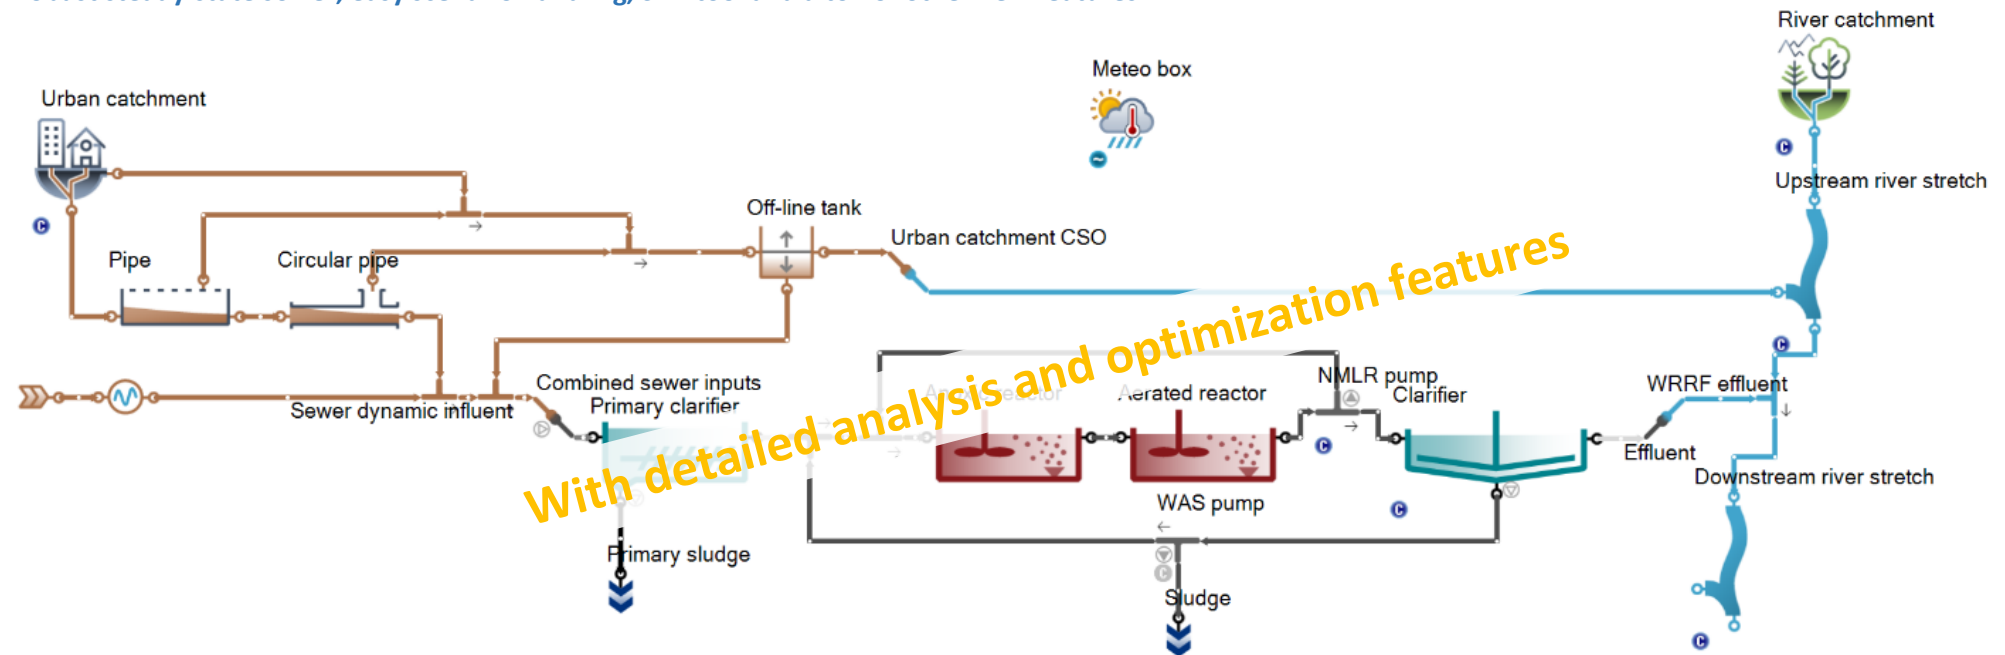 River catchment
Meteo box
Urban catchment
Upstream river stretch
Off-line tank
Urban catchment CSO
Pipe
Circular pipe
With detailed analysis and optimization features
Combined sewer inputs
Primary clarifier
Sewer dynamic influent
Aerated reactor
NMLR pump
Clarifier
WRRF effluent
Effluent
Downstream river stretch
WAS pump
Primary sludge
Sludge